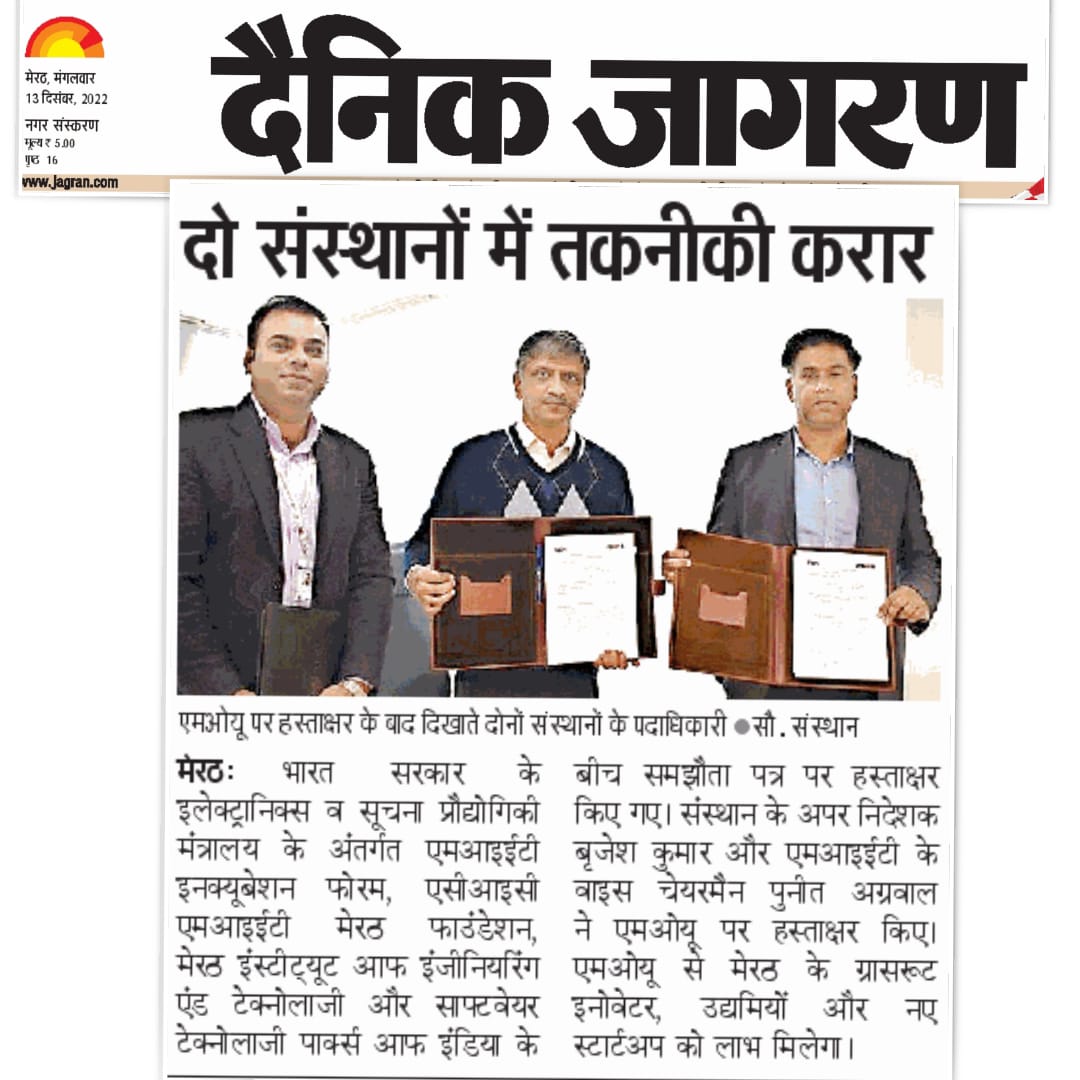 मेरठ, मंगलवार
13 दिसंबर, 2022
नगर संस्करण
मूल्य ₹ 5.00
पृष्ठ 16
www.jagran.com
दैनिक जागरण
दो संस्थानों में तकनीकी करार
एमओयू पर हस्ताक्षर के बाद दिखाते दोनों संस्थानों के पदाधिकारी ● सौ. संस्थान
मेरठः भारत सरकार के
इलेक्ट्रानिक्स व सूचना प्रौद्योगिकी
मंत्रालय के अंतर्गत एमआइईटी
इनक्यूबेशन फोरम, एसीआइसी
एमआइईटी मेरठ फाउंडेशन,
मेरठ इंस्टीट्यूट आफ इंजीनियरिंग
एंड टेक्नोलाजी और साफ्टवेयर
टेक्नोलाजी पार्क्स आफ इंडिया के
बीच समझौता पत्र पर हस्ताक्षर
किए गए। संस्थान के अपर निदेशक
बृजेश कुमार और एमआइईटी के
वाइस चेयरमैन पुनीत अग्रवाल
ने एमओयू पर हस्ताक्षर किए।
एमओयू से मेरठ के ग्रासरूट
इनोवेटर, उद्यमियों और नए
स्टार्टअप को लाभ मिलेगा।